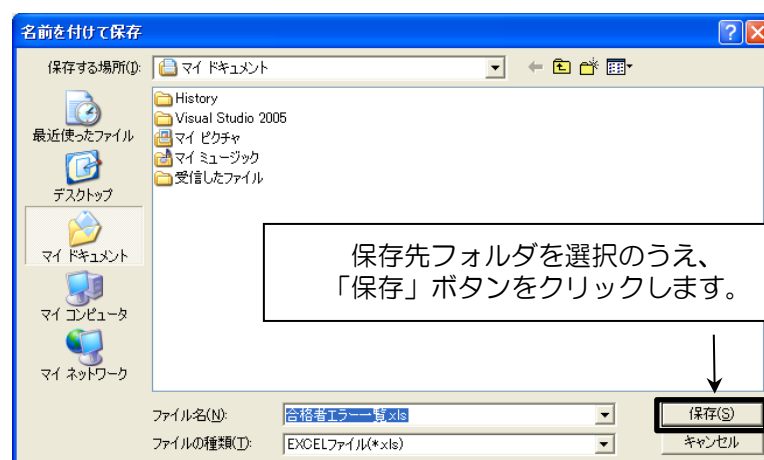 名前を付けて保存
保存する場所(I):
マイ ドキュメント
最近使ったファイル
デスクトップ
マイ ドキュメント
マイ コンピュータ
マイ ネットワーク
History
Visual Studio 2005
マイ ピクチャ
マイ ミュージック
受信したファイル
保存先フォルダを選択のうえ、
「保存」ボタンをクリックします。
ファイル名(N):
合格者エラー一覧.xls
保存(S)
ファイルの種類(T):
EXCELファイル(*.xls)
キャンセル